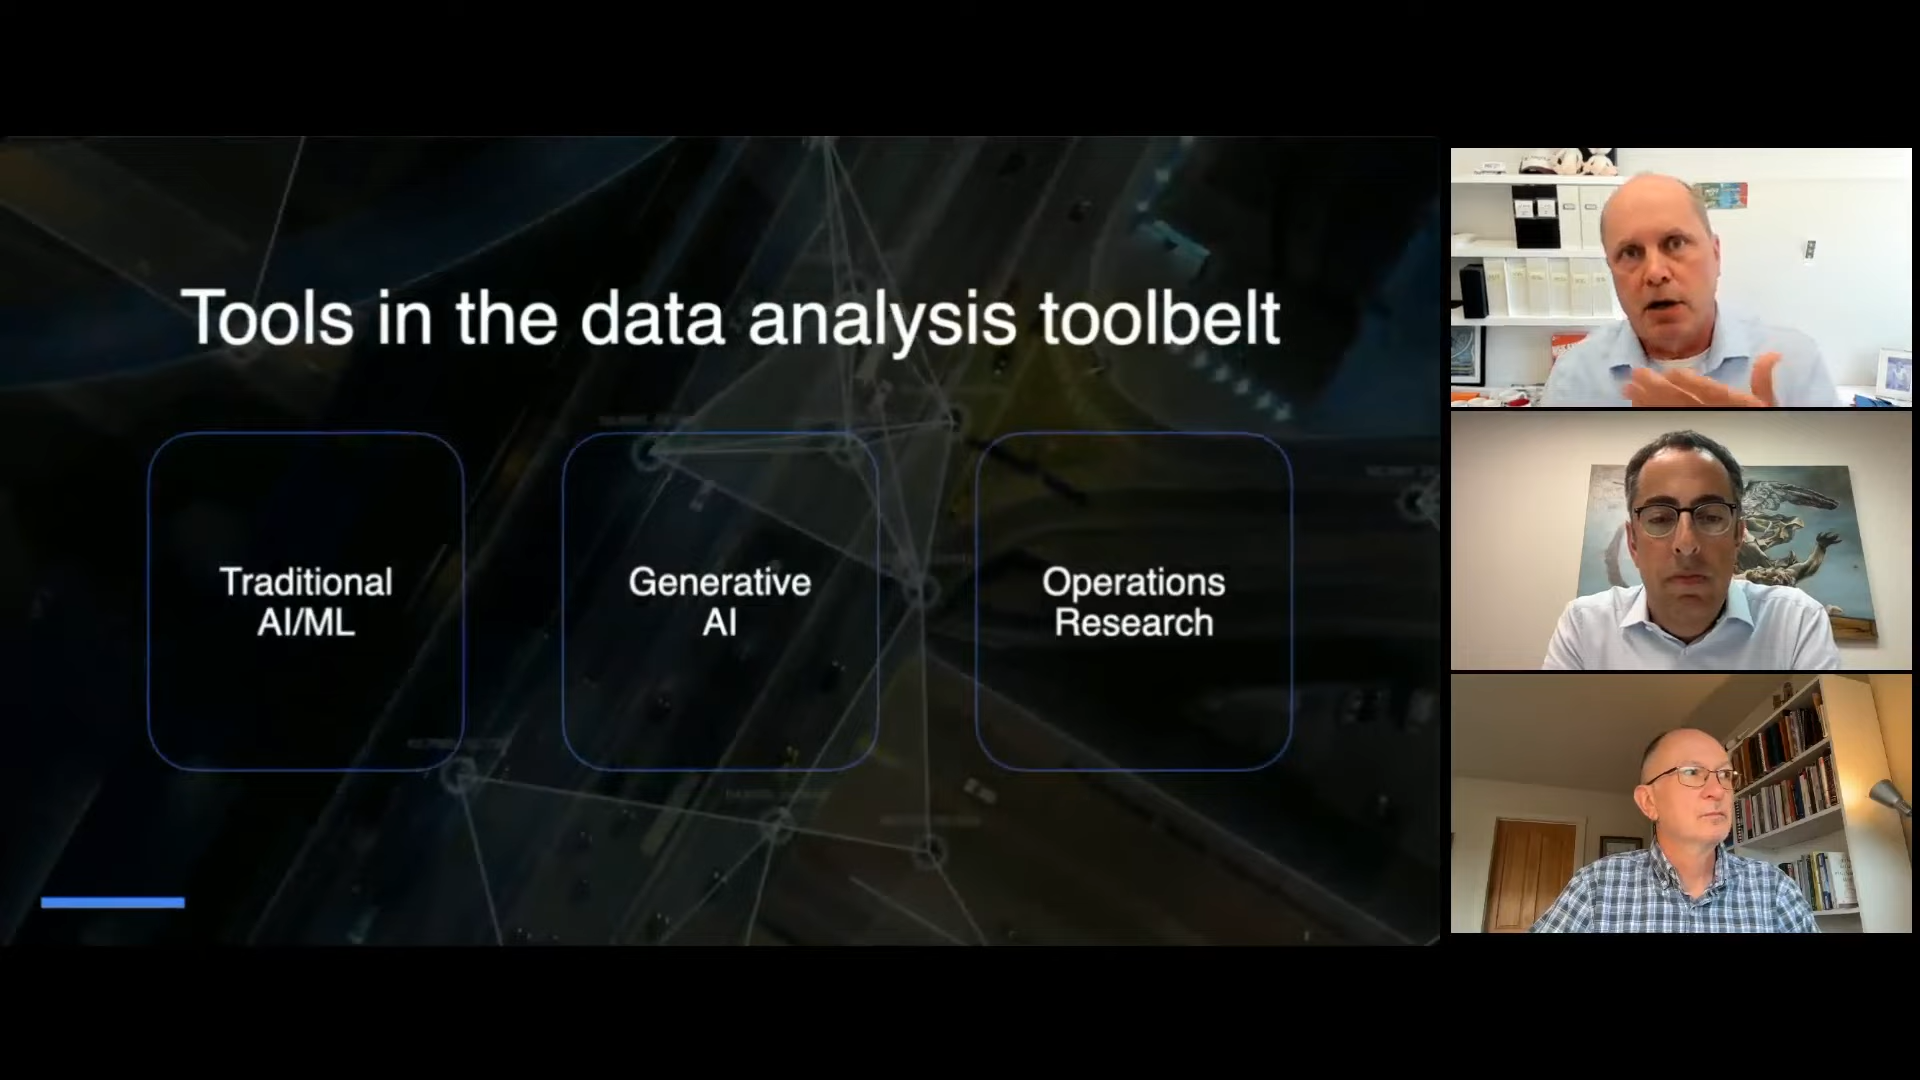 Tools in the data analysis toolbelt
Traditional
AI/ML
Generative
AI
Operations
Research